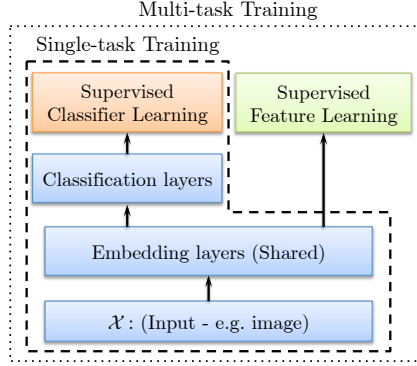 Multi-task Training
Single-task Training
Supervised
Classifier Learning
Supervised
Feature Learning
Classification layers
Embedding layers (Shared)
𝒳 : (Input - e.g. image)